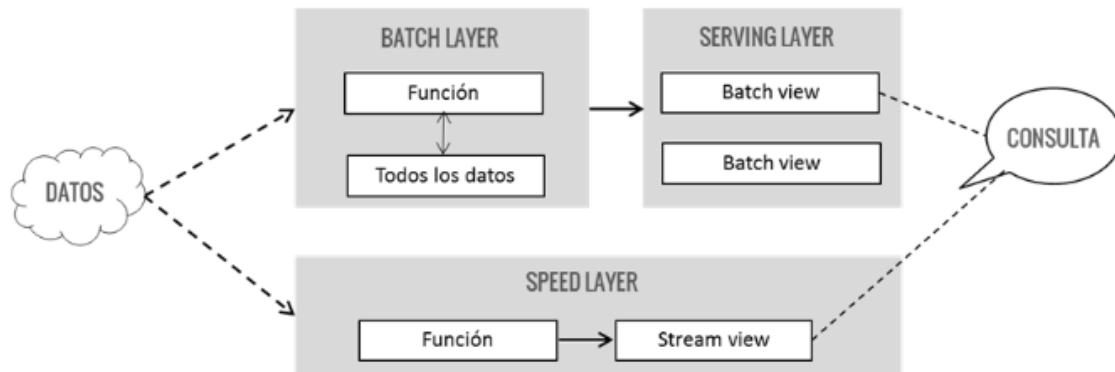 BATCH LAYER
Función
Todos los datos
SERVING LAYER
Batch view
Batch view
CONSULTA
DATOS
SPEED LAYER
Función
Stream view